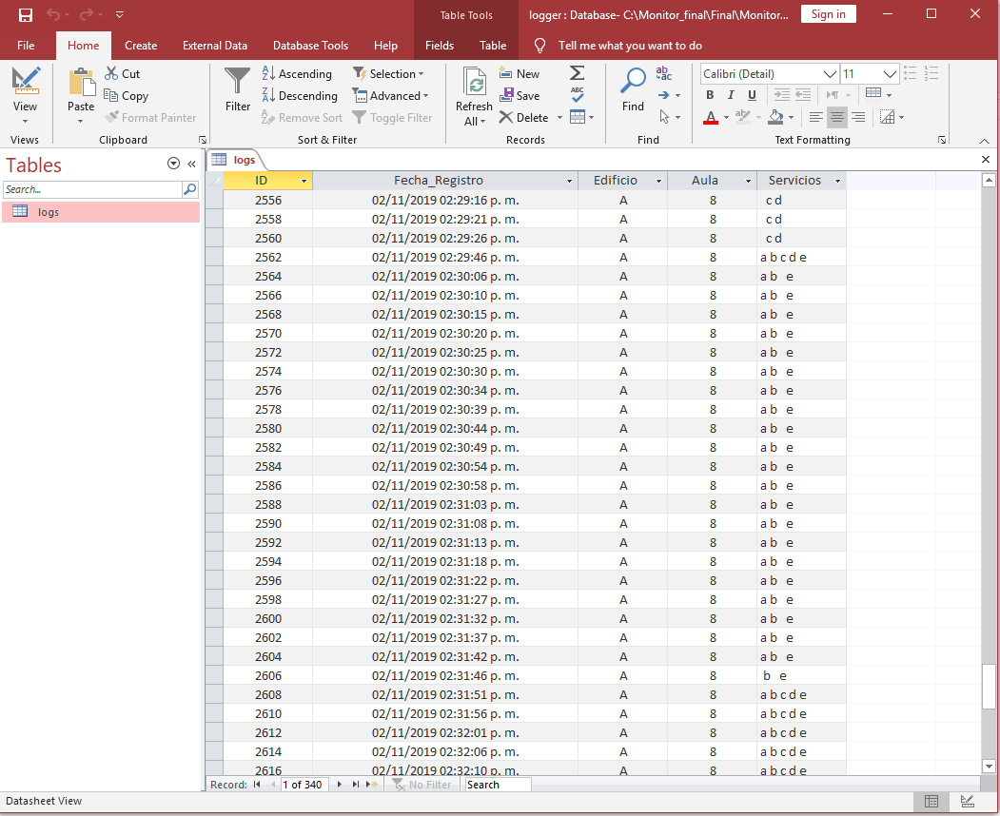 Table Tools
logger : Database- C:\Monitor_final\Final\Monitor...
Sign in
File Home Create External Data Database Tools Help Fields Table Tell me what you want to do
View
Views
Paste
Cut
Copy
Format Painter
Clipboard
Filter
Ascending
Descending
Remove Sort
Selection
Advanced
Toggle Filter
Sort & Filter
Refresh
All
New
Save
Delete
Records
Find
Find
Calibri (Detail) 11
B I U
Text Formatting
Tables
Search...
logs
logs
ID Fecha_Registro Edificio Aula Servicios
2556 02/11/2019 02:29:16 p. m. A 8 c d
2558 02/11/2019 02:29:21 p. m. A 8 c d
2560 02/11/2019 02:29:26 p. m. A 8 c d
2562 02/11/2019 02:29:46 p. m. A 8 a b c d e
2564 02/11/2019 02:30:06 p. m. A 8 a b e
2566 02/11/2019 02:30:10 p. m. A 8 a b e
2568 02/11/2019 02:30:15 p. m. A 8 a b e
2570 02/11/2019 02:30:20 p. m. A 8 a b e
2572 02/11/2019 02:30:25 p. m. A 8 a b e
2574 02/11/2019 02:30:30 p. m. A 8 a b e
2576 02/11/2019 02:30:34 p. m. A 8 a b e
2578 02/11/2019 02:30:39 p. m. A 8 a b e
2580 02/11/2019 02:30:44 p. m. A 8 a b e
2582 02/11/2019 02:30:49 p. m. A 8 a b e
2584 02/11/2019 02:30:54 p. m. A 8 a b e
2586 02/11/2019 02:30:58 p. m. A 8 a b e
2588 02/11/2019 02:31:03 p. m. A 8 a b e
2590 02/11/2019 02:31:08 p. m. A 8 a b e
2592 02/11/2019 02:31:13 p. m. A 8 a b e
2594 02/11/2019 02:31:18 p. m. A 8 a b e
2596 02/11/2019 02:31:22 p. m. A 8 a b e
2598 02/11/2019 02:31:27 p. m. A 8 a b e
2600 02/11/2019 02:31:32 p. m. A 8 a b e
2602 02/11/2019 02:31:37 p. m. A 8 a b e
2604 02/11/2019 02:31:42 p. m. A 8 a b e
2606 02/11/2019 02:31:46 p. m. A 8 b e
2608 02/11/2019 02:31:51 p. m. A 8 a b c d e
2610 02/11/2019 02:31:56 p. m. A 8 a b c d e
2612 02/11/2019 02:32:01 p. m. A 8 a b c d e
2614 02/11/2019 02:32:06 p. m. A 8 a b c d e
2616 02/11/2019 02:32:10 p. m. A 8 a b c d e
Record: 1 of 340 No Filter Search
Datasheet View